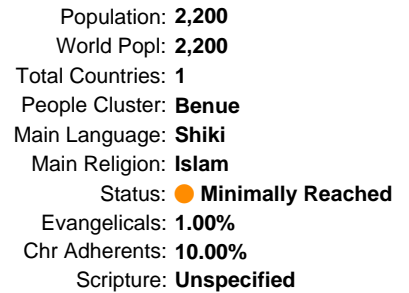 Population: 2,200
World Popl: 2,200
Total Countries: 1
People Cluster: Benue
Main Language: Shiki
Main Religion: Islam
Status: Minimally Reached
Evangelicals: 1.00%
Chr Adherents: 10.00%
Scripture: Unspecified